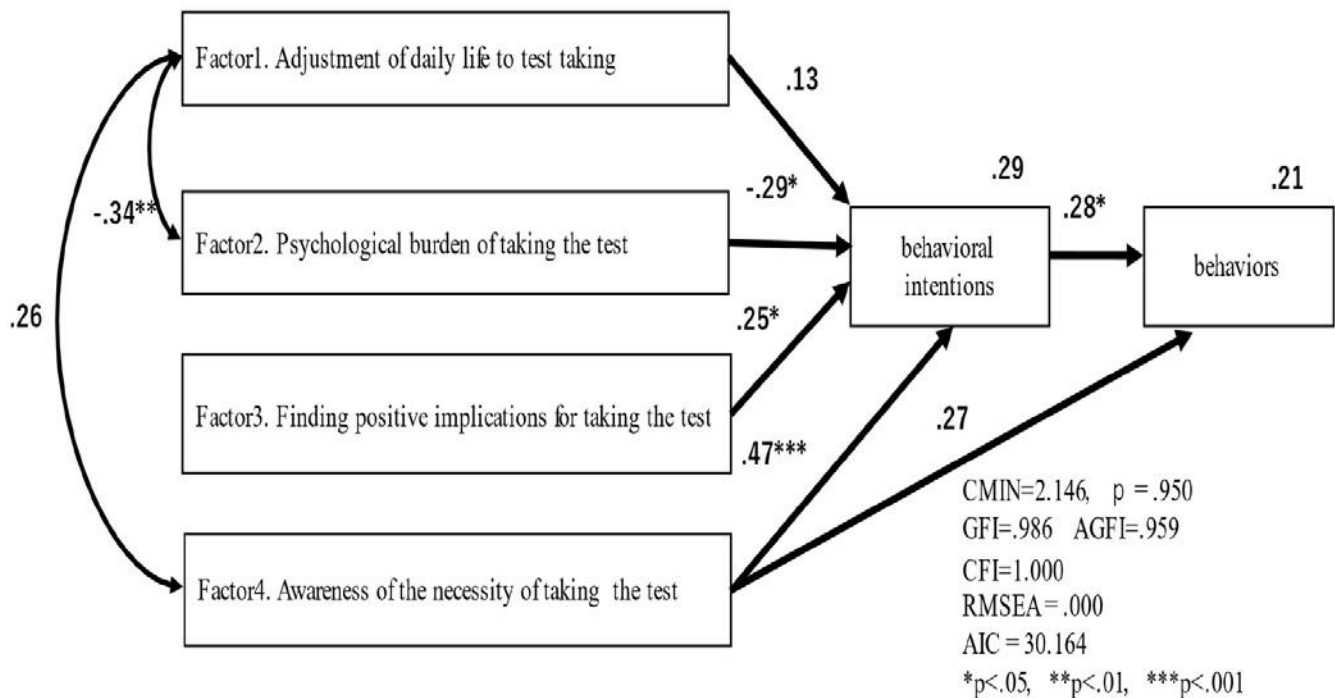 Factor1. Adjustment of daily life to test taking
.13
-.34**
-.29*
.29
.21
Factor2. Psychological burden of taking the test
behavioral
intentions
.28*
behaviors
.26
.25*
Factor3. Finding positive implications for taking the test
.47***
.27
Factor4. Awareness of the necessity of taking the test
CMIN=2.146, p = .950
GFI=.986 AGFI=.959
CFI=1.000
RMSEA = .000
AIC = 30.164
*p<.05, **p<.01, ***p<.001